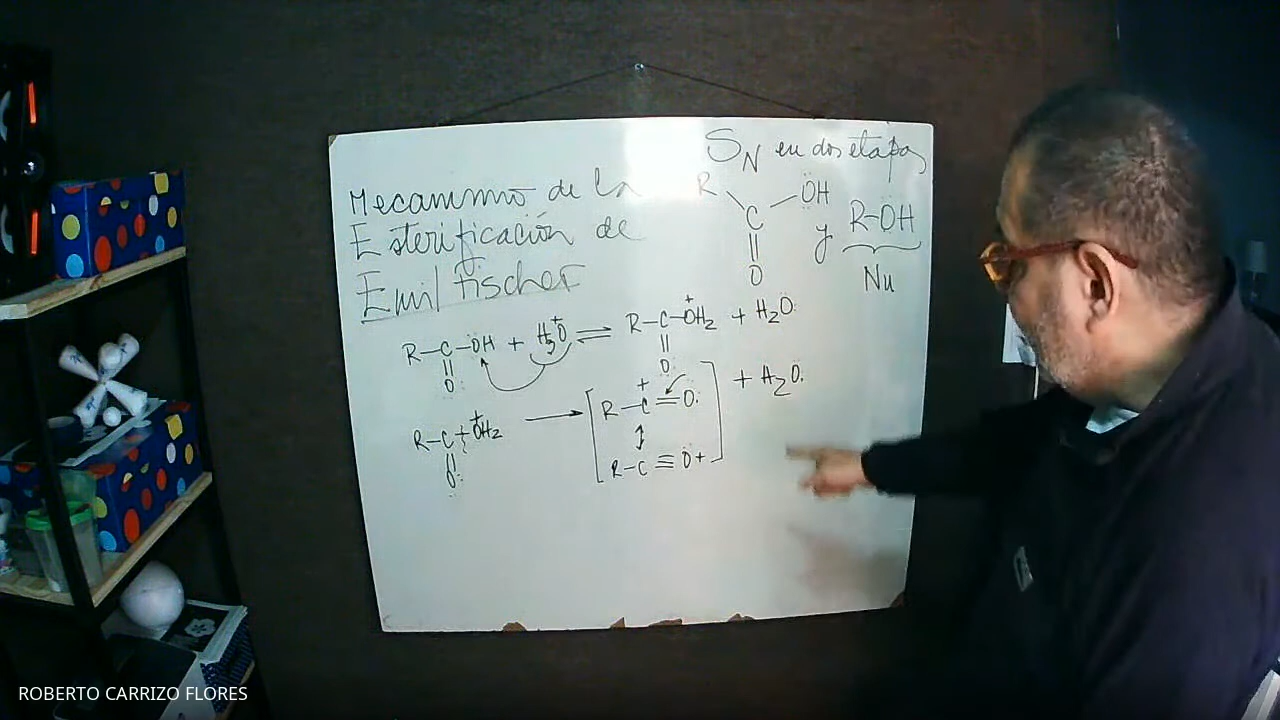 Mecanismo de la
Esterificación de
Emil Fischer
SN en dos etapas
R OH
C
||
O
y R-OH
Nu
R-C-OH + H3O+ ⇌ R-C-OH2+ + H2O:
|| ||
O: O:
R-C-OH2+ → [R-C+=O: + H2O:
|| ↕
O: R-C≡O+]
ROBERTO CARRIZO FLORES